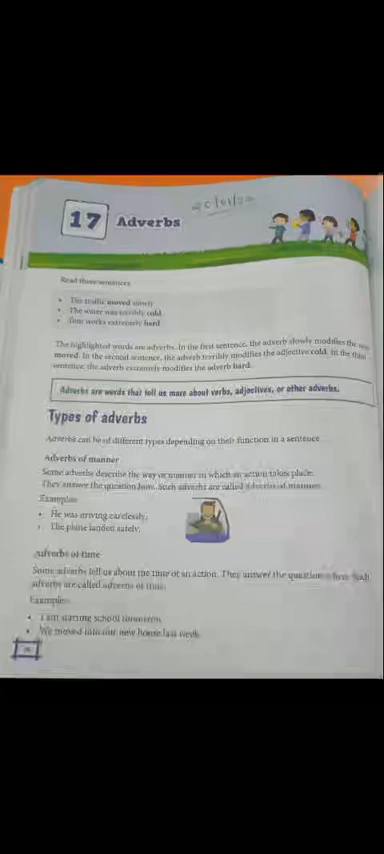 17 Adverbs
Read these sentences
• The traffic moved slowly
• The water was terribly cold
• Tom works extremely hard
The highlighted words are adverbs. In the first sentence, the adverb slowly modifies the
moved. In the second sentence, the adverb terribly modifies the adjective cold. In the third
sentence, the adverb extremely modifies the adverb hard.
Adverbs are words that tell us more about verbs, adjectives, or other adverbs.
Types of adverbs
Adverbs can be of different types depending on their function in a sentence
Adverbs of manner
Some adverbs describe the way or manner in which an action takes place.
They answer the question how. Such adverbs are called adverbs of manner.
Examples
• He was driving carelessly.
• The plane landed safely.
Adverbs of time
Some adverbs tell us about the time of an action. They answer the question Such
adverbs are called adverbs of time.
Examples
• I am starting school tomorrow
• We moved into our new house last week